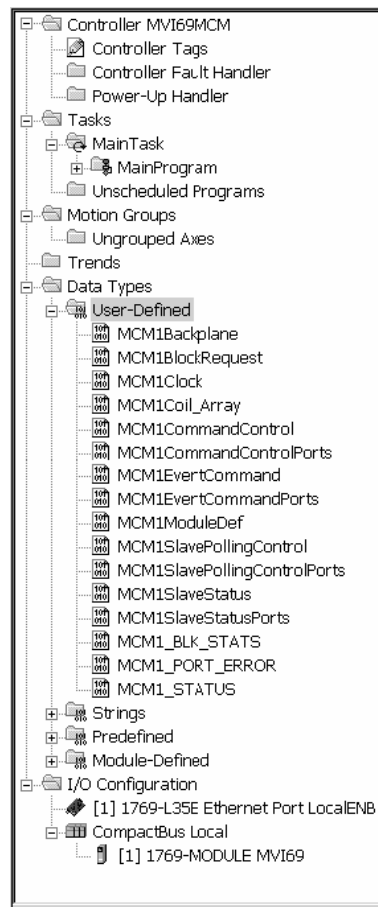 Controller MVI69MCM
Controller Tags
Controller Fault Handler
Power-Up Handler
Tasks
MainTask
MainProgram
Unscheduled Programs
Motion Groups
Ungrouped Axes
Trends
Data Types
User-Defined
MCM1Backplane
MCM1BlockRequest
MCM1Clock
MCM1Coil_Array
MCM1CommandControl
MCM1CommandControlPorts
MCM1EvertCommand
MCM1EvertCommandPorts
MCM1ModuleDef
MCM1SlavePollingControl
MCM1SlavePollingControlPorts
MCM1SlaveStatus
MCM1SlaveStatusPorts
MCM1_BLK_STATS
MCM1_PORT_ERROR
MCM1_STATUS
Strings
Predefined
Module-Defined
I/O Configuration
[1] 1769-L35E Ethernet Port LocalENB
CompactBus Local
[1] 1769-MODULE MVI69